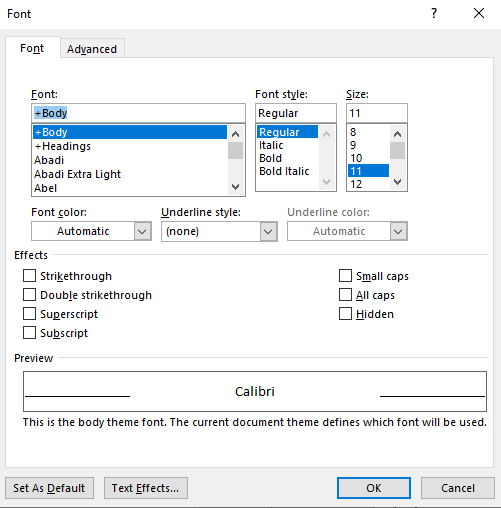 Font
Font Advanced
Font: Font style: Size:
+Body Regular 11
+Body Regular 8
+Headings Italic 9
Abadi Bold 10
Abadi Extra Light Bold Italic 11
Abel 12
Font color: Underline style: Underline color:
Automatic (none) Automatic
Effects
Strikethrough Small caps
Double strikethrough All caps
Superscript Hidden
Subscript
Preview
Calibri
This is the body theme font. The current document theme defines which font will be used.
Set As Default Text Effects... OK Cancel